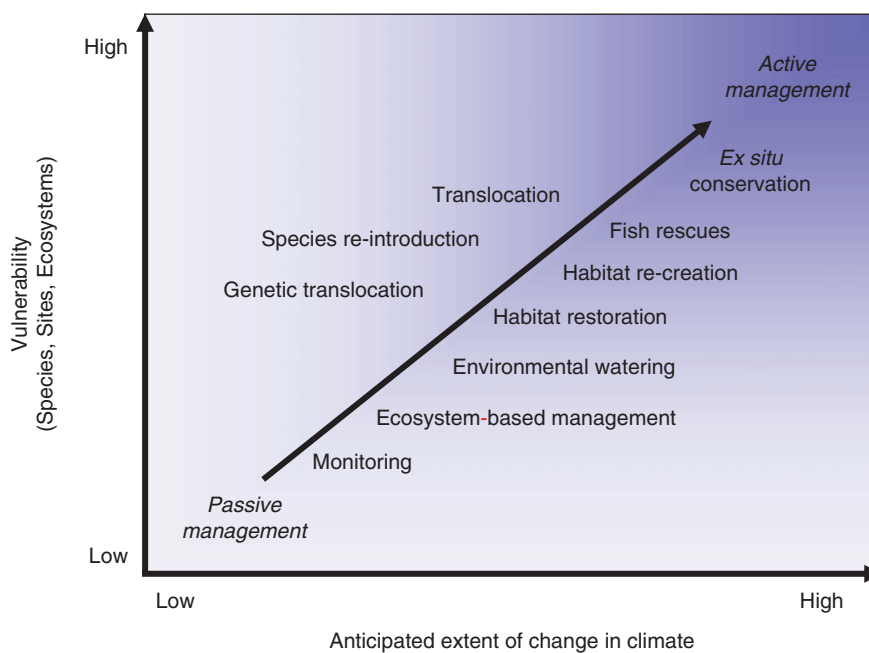 High
Active
management
Ex situ
conservation
Translocation
Fish rescues
Species re-introduction
Habitat re-creation
Genetic translocation
Habitat restoration
Environmental watering
Ecosystem-based management
Monitoring
Passive
management
Low
Vulnerability
(Species, Sites, Ecosystems)
Low
High
Anticipated extent of change in climate